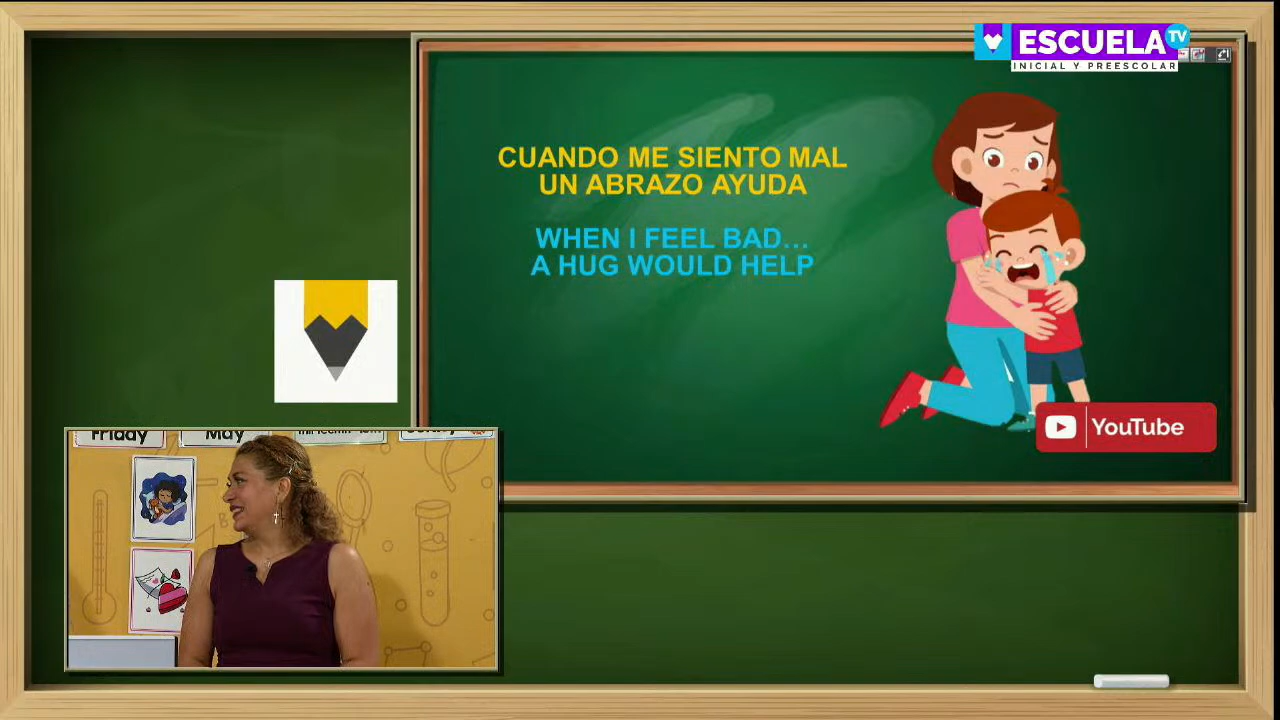 ESCUELA TV
INICIAL Y PREESCOLAR
CUANDO ME SIENTO MAL
UN ABRAZO AYUDA
WHEN I FEEL BAD...
A HUG WOULD HELP
YouTube
Friday
May